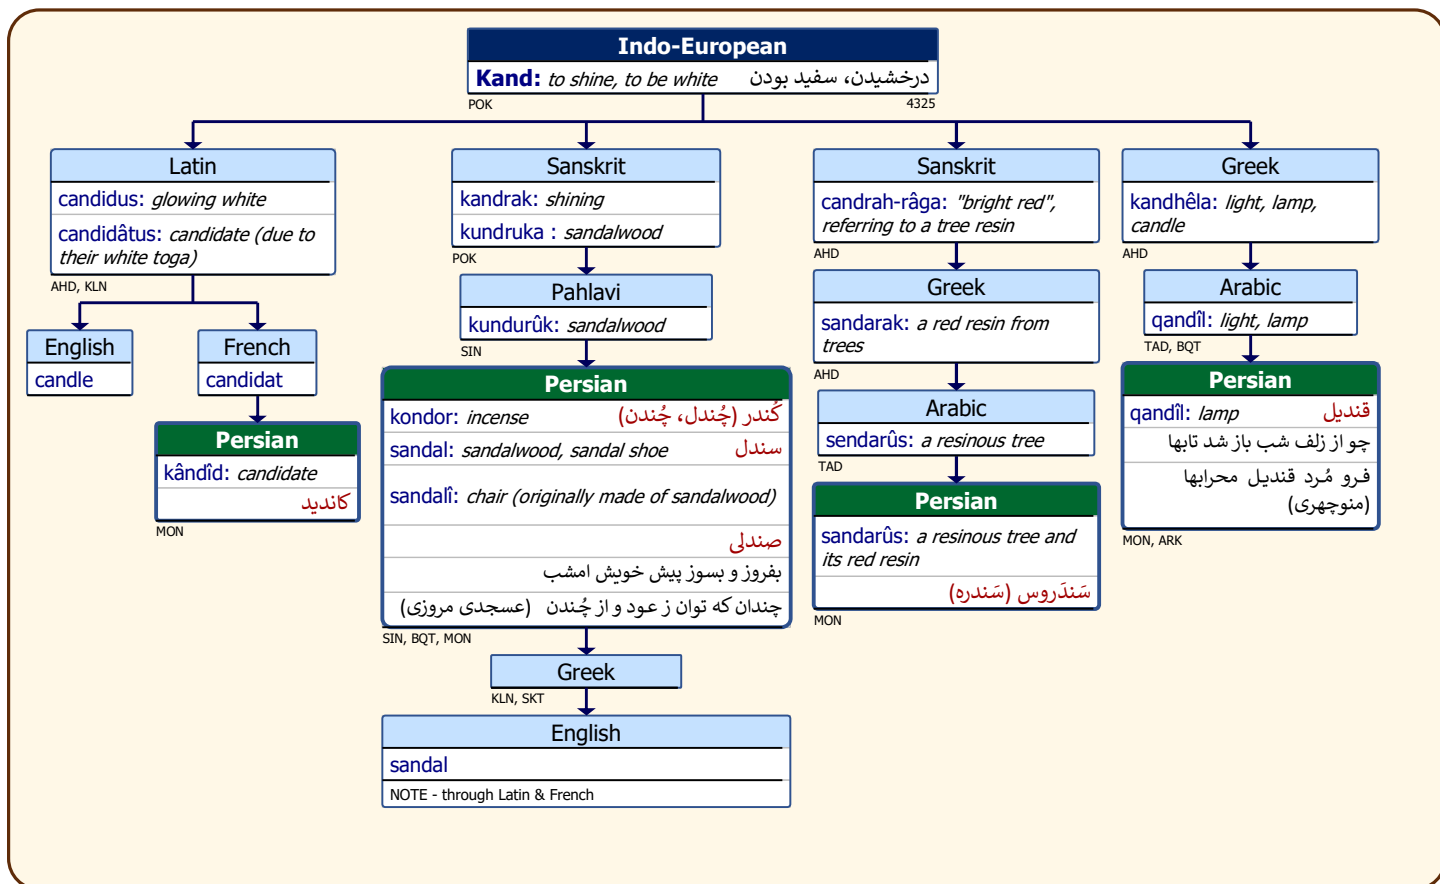 Indo-European
Kand: to shine, to be white درخشیدن، سفید بودن
POK 4325
Latin
candidus: glowing white
candidâtus: candidate (due to
their white toga)
AHD, KLN
English
candle
French
candidat
Persian
kândîd: candidate
کاندید
MON
Sanskrit
kandrak: shining
kundruka : sandalwood
POK
Pahlavi
kundurûk: sandalwood
SIN
Persian
kondor: incense کُندر (چُندل، چُندن)
sandal: sandalwood, sandal shoe سندل
sandalî: chair (originally made of sandalwood)
صندلی
بفروز و بسوز پیش خویش امشب
چندان که توان ز عود و از چُندن (عسجدی مروزی)
SIN, BQT, MON
Greek
KLN, SKT
English
sandal
NOTE - through Latin & French
Sanskrit
candrah-râga: "bright red",
referring to a tree resin
AHD
Greek
sandarak: a red resin from
trees
AHD
Arabic
sendarûs: a resinous tree
TAD
Persian
sandarûs: a resinous tree and
its red resin
سَندَروس (سَندره)
MON
Greek
kandhêla: light, lamp,
candle
AHD
Arabic
qandîl: light, lamp
TAD, BQT
Persian
qandîl: lamp قندیل
چو از زلف شب باز شد تابها
فرو مُرد قندیل محرابها
(منوچهری)
MON, ARK